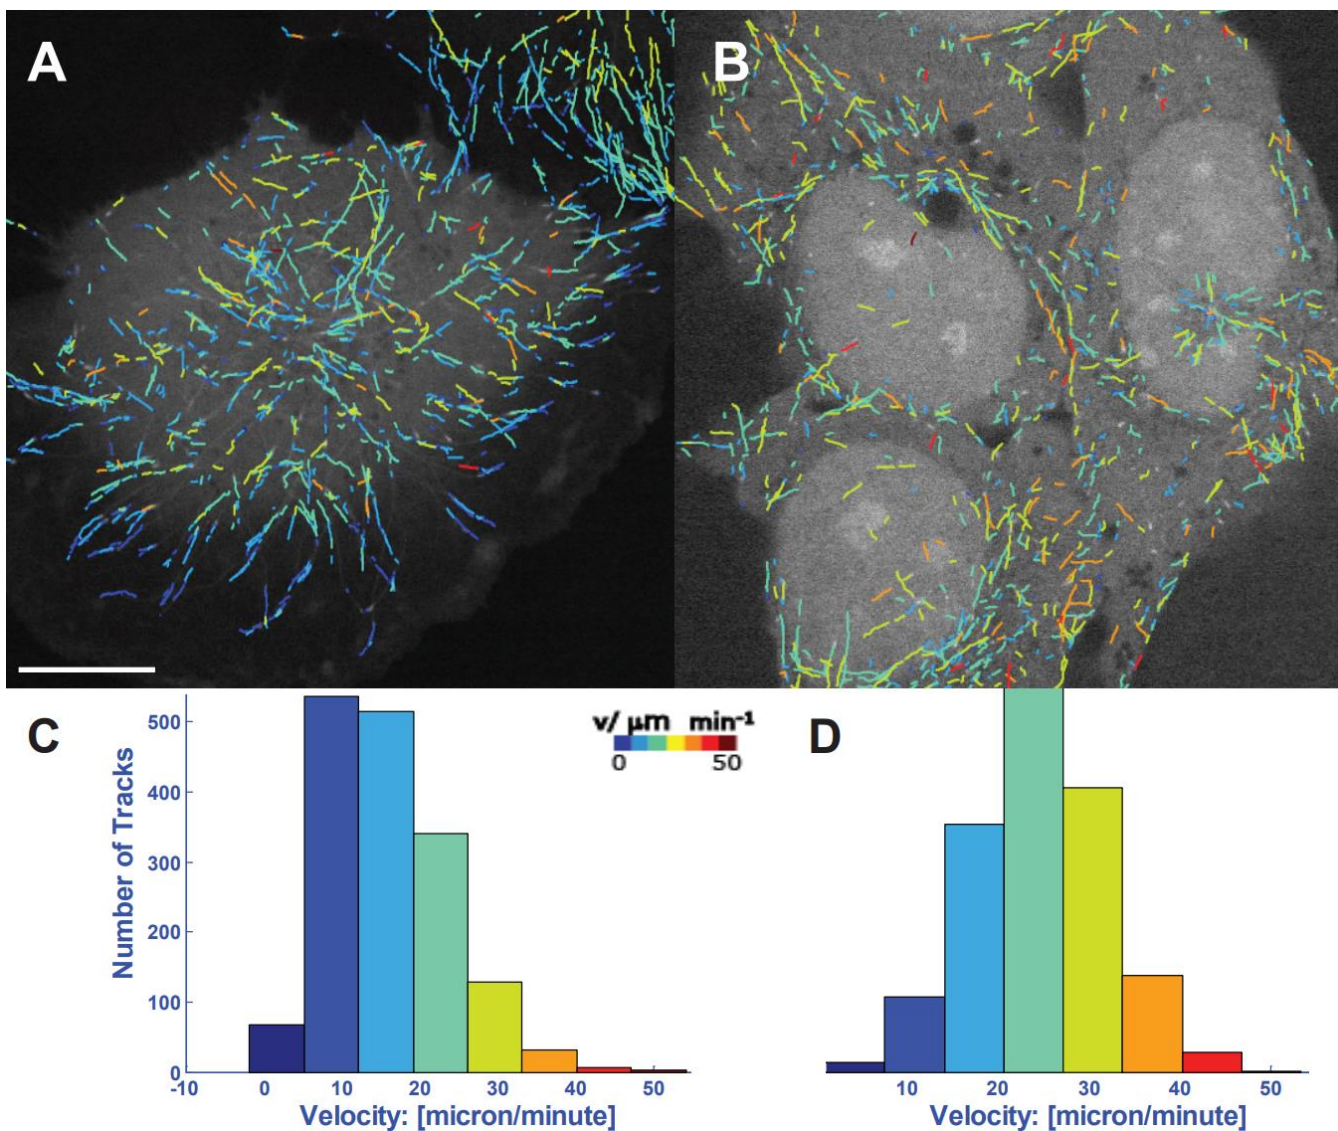 A
B
C
v/ μm min⁻¹
0 50
D
Number of Tracks
500
400
300
200
100
0
-10 0 10 20 30 40 50
Velocity: [micron/minute]
10 20 30 40 50
Velocity: [micron/minute]